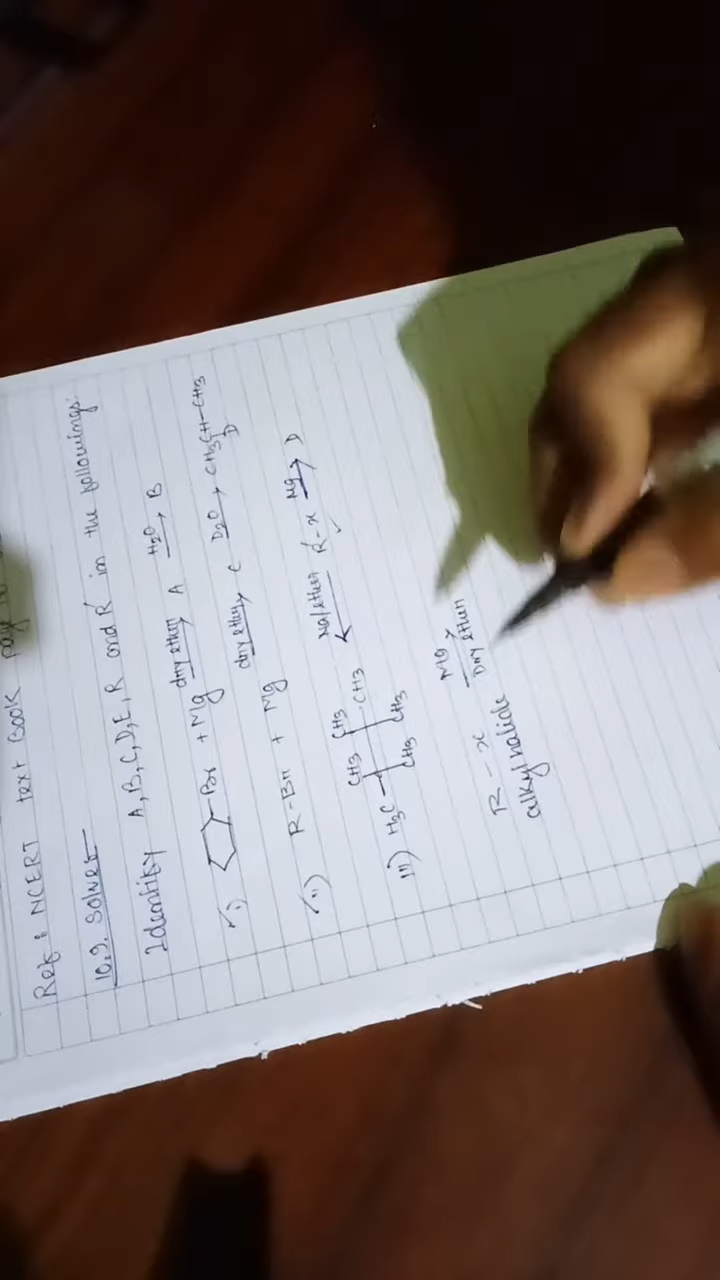 Ref: NCERT text Book
10.9. Solve:-
Identify A,B,C,D,E, R and R' in the followings:
i) Br + Mg dry ether A H2O B
ii) R-Br + Mg dry ether C D2O CH3CH-CH3
D
CH3 CH3
iii) H3C CH3 Na/ether R'-x Mg D
CH3 CH3
R-x Mg
Dry ether
alkyl halide